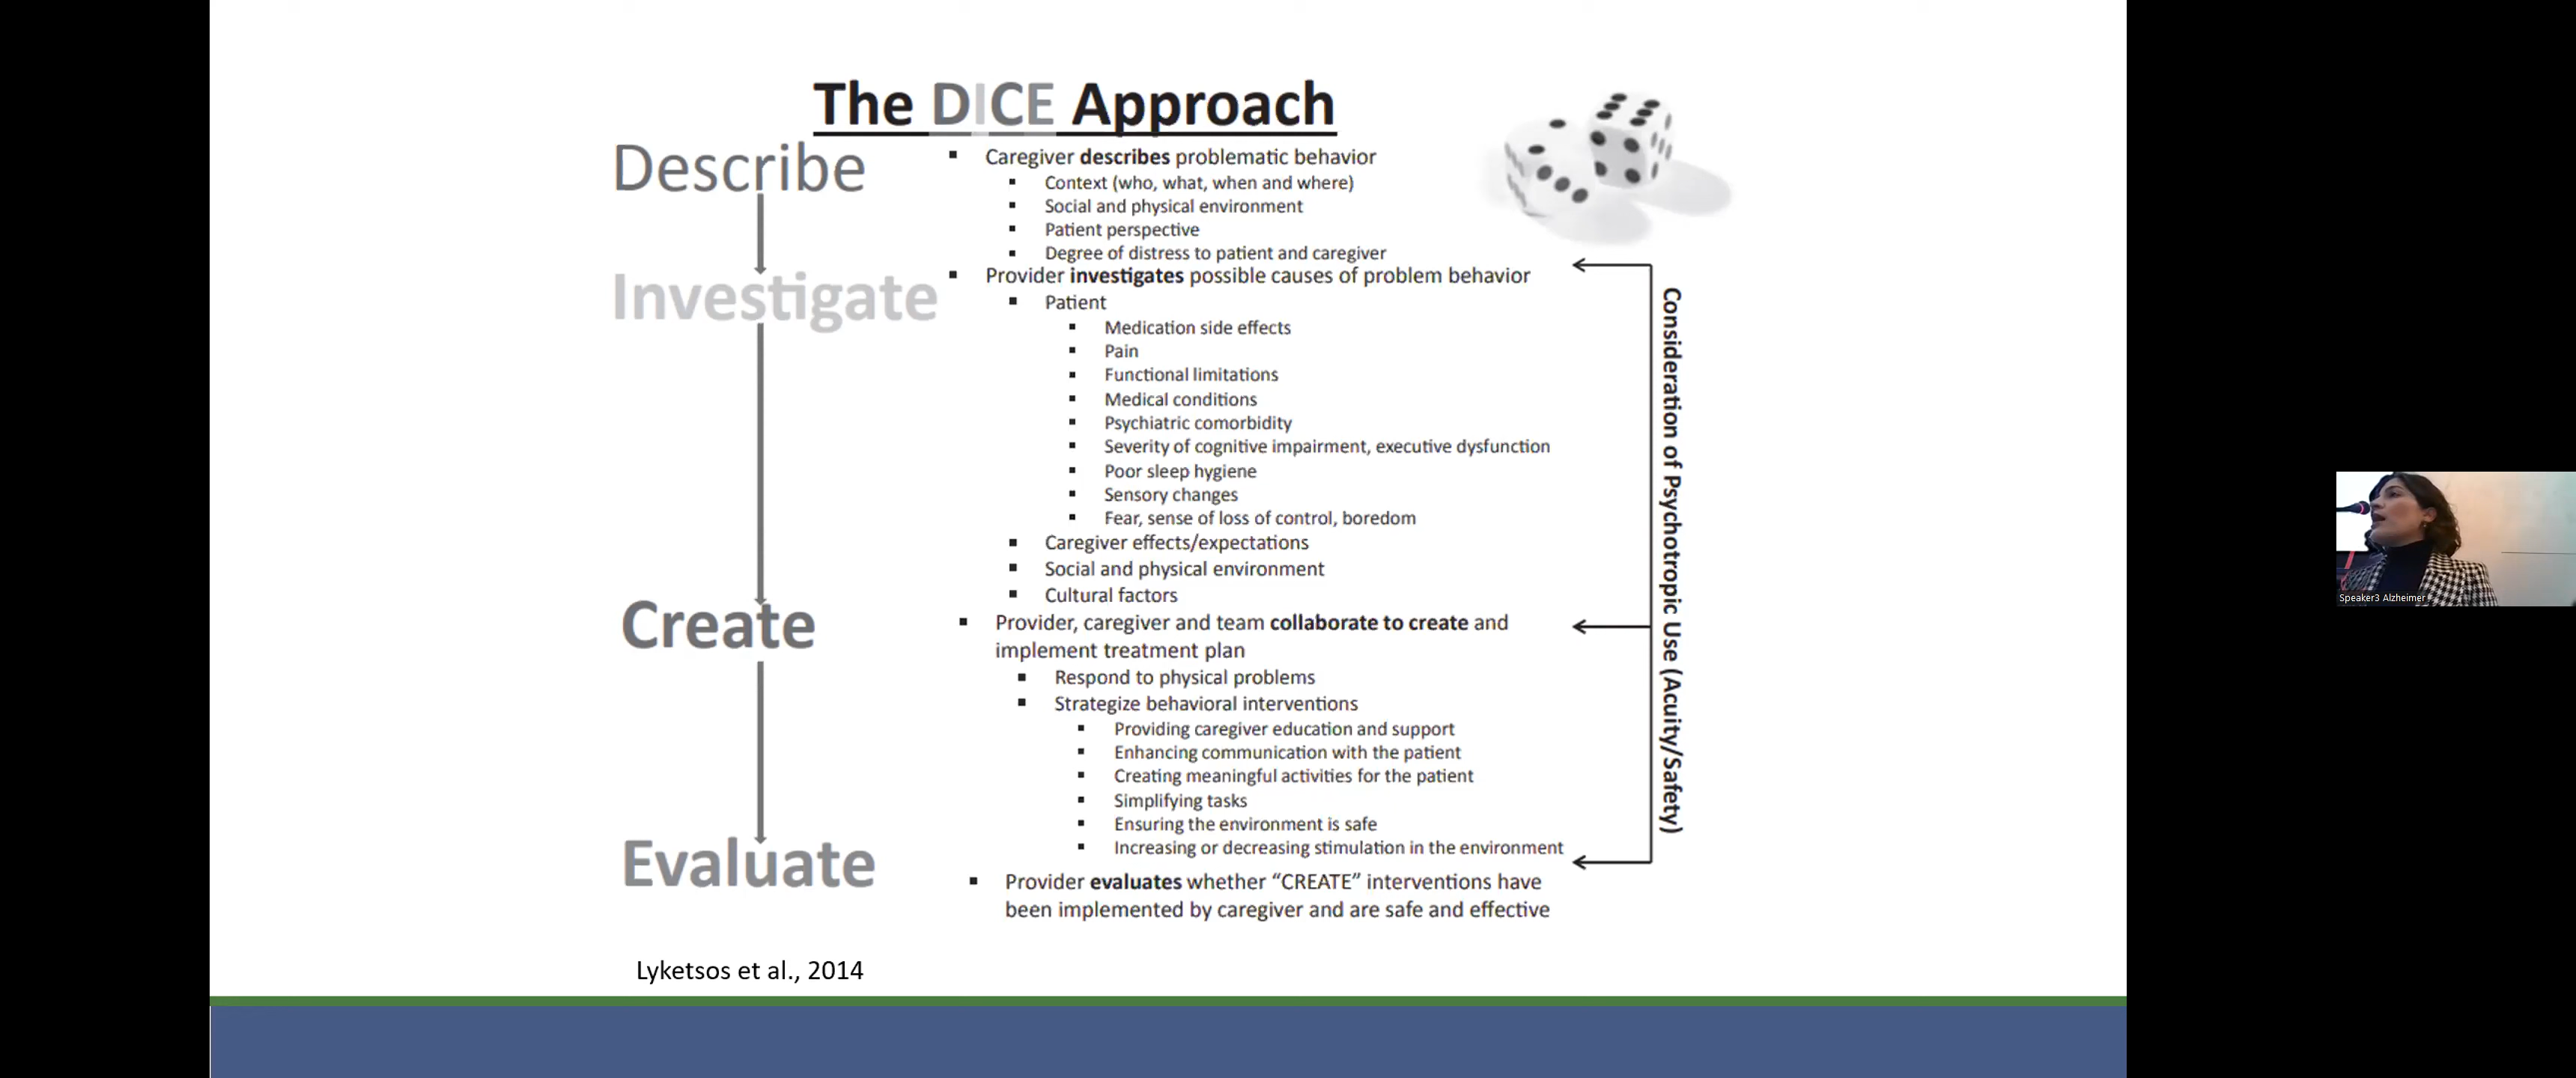 The DICE Approach
Describe
Caregiver describes problematic behavior
Context (who, what, when and where)
Social and physical environment
Patient perspective
Degree of distress to patient and caregiver
Investigate
Provider investigates possible causes of problem behavior
Patient
Medication side effects
Pain
Functional limitations
Medical conditions
Psychiatric comorbidity
Severity of cognitive impairment, executive dysfunction
Poor sleep hygiene
Sensory changes
Fear, sense of loss of control, boredom
Caregiver effects/expectations
Social and physical environment
Cultural factors
Create
Provider, caregiver and team collaborate to create and
implement treatment plan
Respond to physical problems
Strategize behavioral interventions
Providing caregiver education and support
Enhancing communication with the patient
Creating meaningful activities for the patient
Simplifying tasks
Ensuring the environment is safe
Increasing or decreasing stimulation in the environment
Evaluate
Provider evaluates whether “CREATE” interventions have
been implemented by caregiver and are safe and effective
Consideration of Psychotropic Use (Acuity/Safety)
Lyketsos et al., 2014
Speaker3 Alzheimer